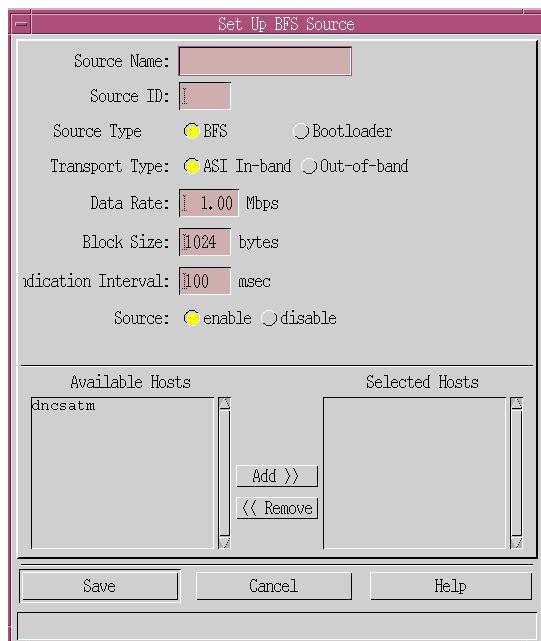 Set Up BFS Source
Source Name:
Source ID:
Source Type BFS Bootloader
Transport Type: ASI In-band Out-of-band
Data Rate: 1.00 Mbps
Block Size: 1024 bytes
dication Interval: 100 msec
Source: enable disable
Available Hosts Selected Hosts
dncsatm
Add >>
<< Remove
Save Cancel Help